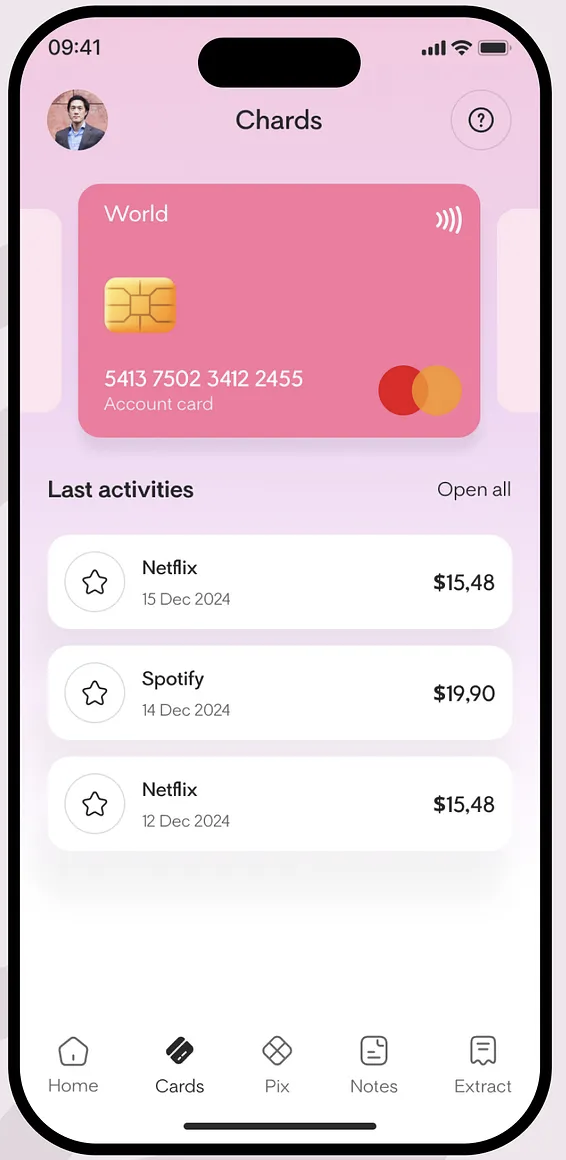 09:41
Chards
World
5413 7502 3412 2455
Account card
Last activities
Open all
Netflix
15 Dec 2024
$15,48
Spotify
14 Dec 2024
$19,90
Netflix
12 Dec 2024
$15,48
Home
Cards
Pix
Notes
Extract